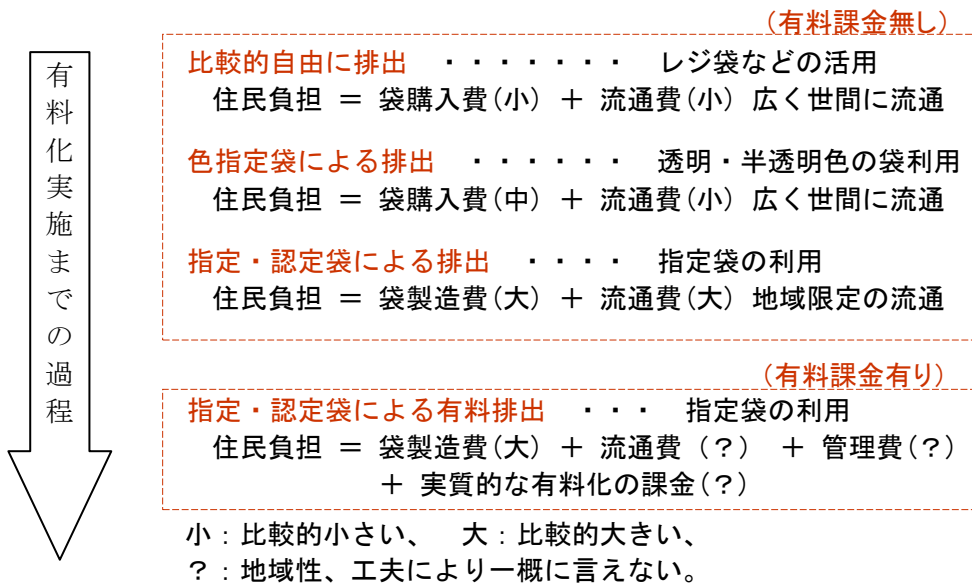 有料化実施までの過程
(有料課金無し)
比較的自由に排出　・・・・・・・　レジ袋などの活用
住民負担 ＝ 袋購入費(小) ＋ 流通費(小) 広く世間に流通
色指定袋による排出　・・・・・・　透明・半透明色の袋利用
住民負担 ＝ 袋購入費(中) ＋ 流通費(小) 広く世間に流通
指定・認定袋による排出　・・・・　指定袋の利用
住民負担 ＝ 袋製造費(大) ＋ 流通費(大) 地域限定の流通
(有料課金有り)
指定・認定袋による有料排出　・・・　指定袋の利用
住民負担 ＝ 袋製造費(大) ＋ 流通費 (？) ＋ 管理費(？)
＋ 実質的な有料化の課金(？)
小：比較的小さい、　大：比較的大きい、
？：地域性、工夫により一概に言えない。